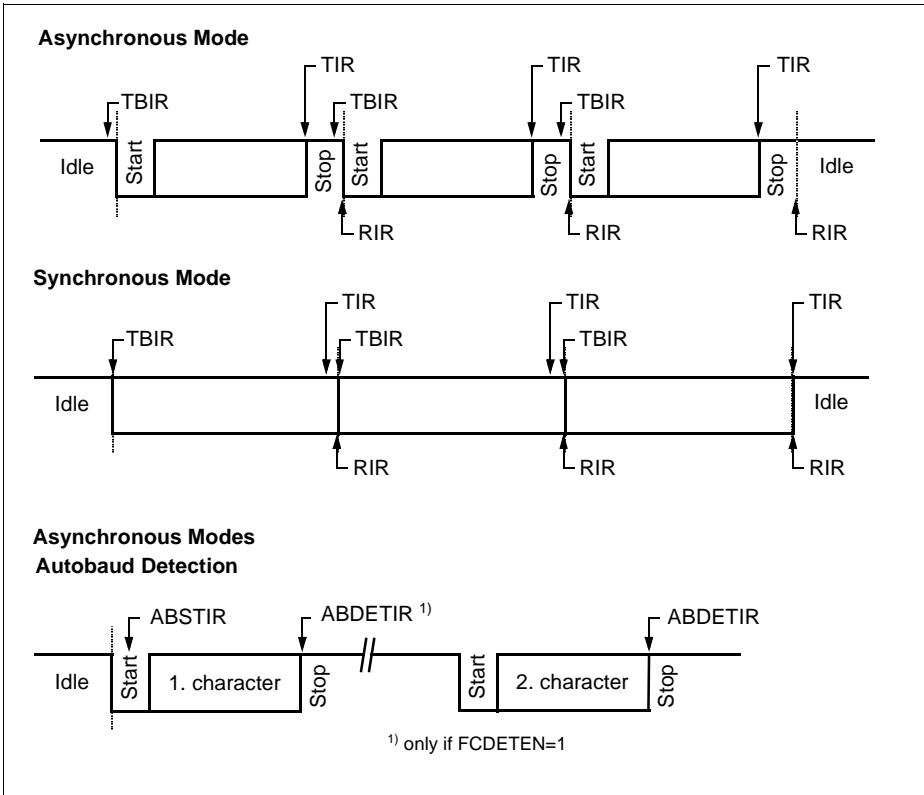 Asynchronous Mode
TIR TIR TIR
TBIR TBIR TBIR
Idle Start Stop Start Stop Start Stop Idle
RIR RIR RIR
Synchronous Mode
TIR TIR TIR
TBIR TBIR TBIR
Idle Idle
RIR RIR RIR
Asynchronous Modes
Autobaud Detection
ABSTIR ABDETIR 1) ABDETIR
Idle Start 1. character Stop Start 2. character Stop
1) only if FCDETEN=1